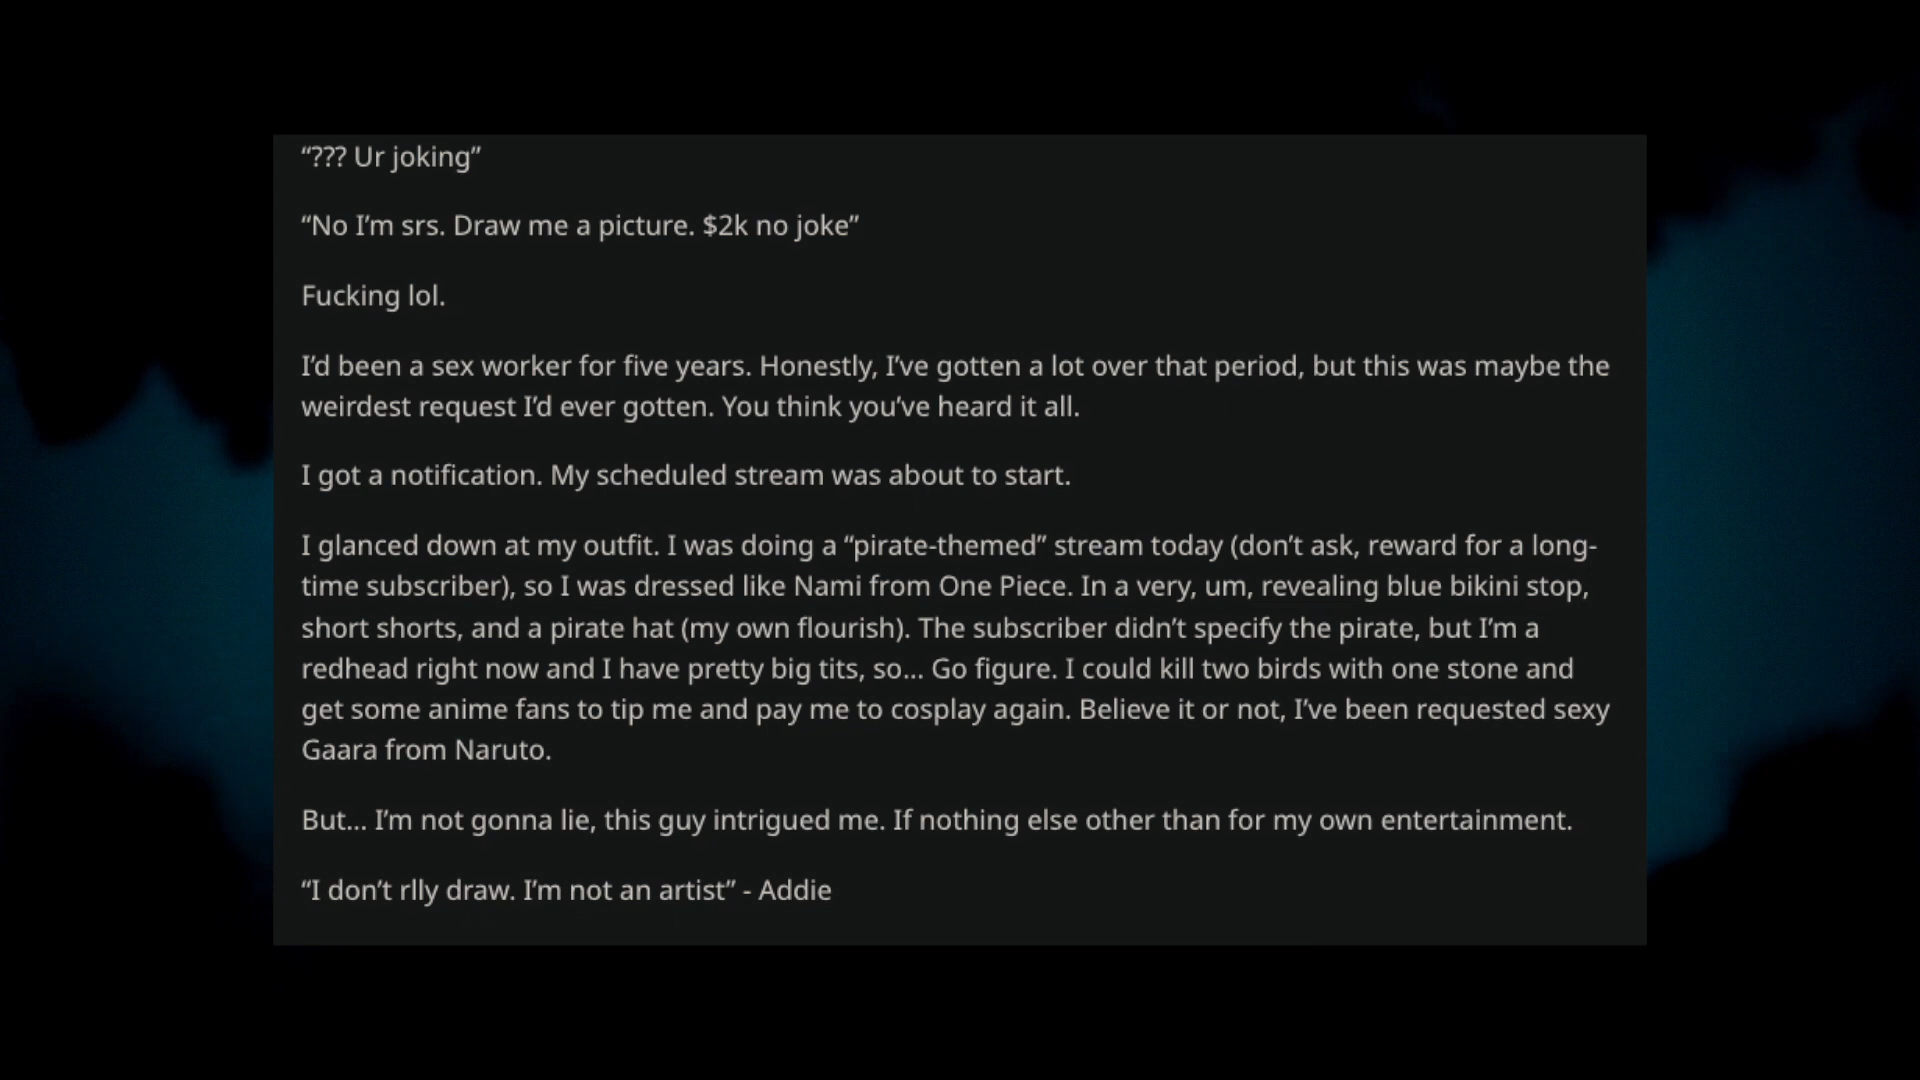 “??? Ur joking”
“No I’m srs. Draw me a picture. $2k no joke”
Fucking lol.
I’d been a sex worker for five years. Honestly, I’ve gotten a lot over that period, but this was maybe the
weirdest request I’d ever gotten. You think you’ve heard it all.
I got a notification. My scheduled stream was about to start.
I glanced down at my outfit. I was doing a “pirate-themed” stream today (don’t ask, reward for a long-
time subscriber), so I was dressed like Nami from One Piece. In a very, um, revealing blue bikini stop,
short shorts, and a pirate hat (my own flourish). The subscriber didn’t specify the pirate, but I’m a
redhead right now and I have pretty big tits, so... Go figure. I could kill two birds with one stone and
get some anime fans to tip me and pay me to cosplay again. Believe it or not, I’ve been requested sexy
Gaara from Naruto.
But... I’m not gonna lie, this guy intrigued me. If nothing else other than for my own entertainment.
“I don’t rlly draw. I’m not an artist” - Addie